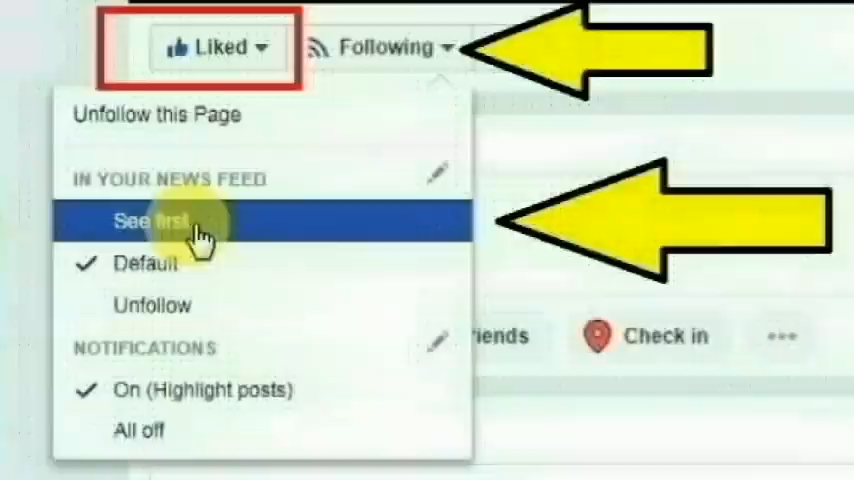 Liked Following
Unfollow this Page
IN YOUR NEWS FEED
See first
Default
Unfollow
riends Check in
NOTIFICATIONS
On (Highlight posts)
All off